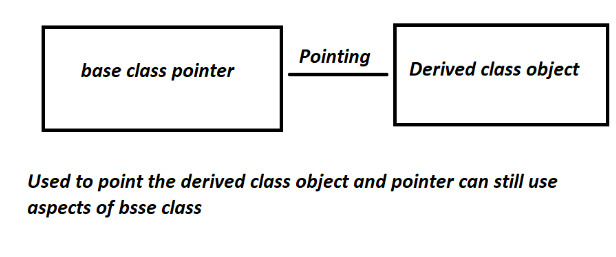 base class pointer
Pointing
Derived class object
Used to point the derived class object and pointer can still use
aspects of bsse class